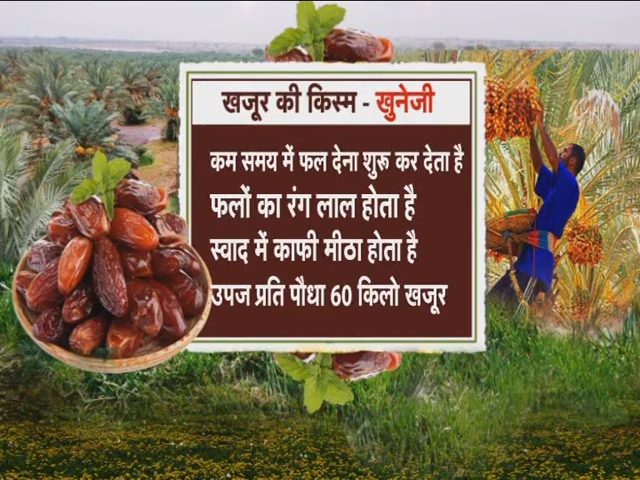 खजूर की किस्म - खुनेजी
कम समय में फल देना शुरू कर देता है
फलों का रंग लाल होता है
स्वाद में काफी मीठा होता है
उपज प्रति पौधा 60 किलो खजूर